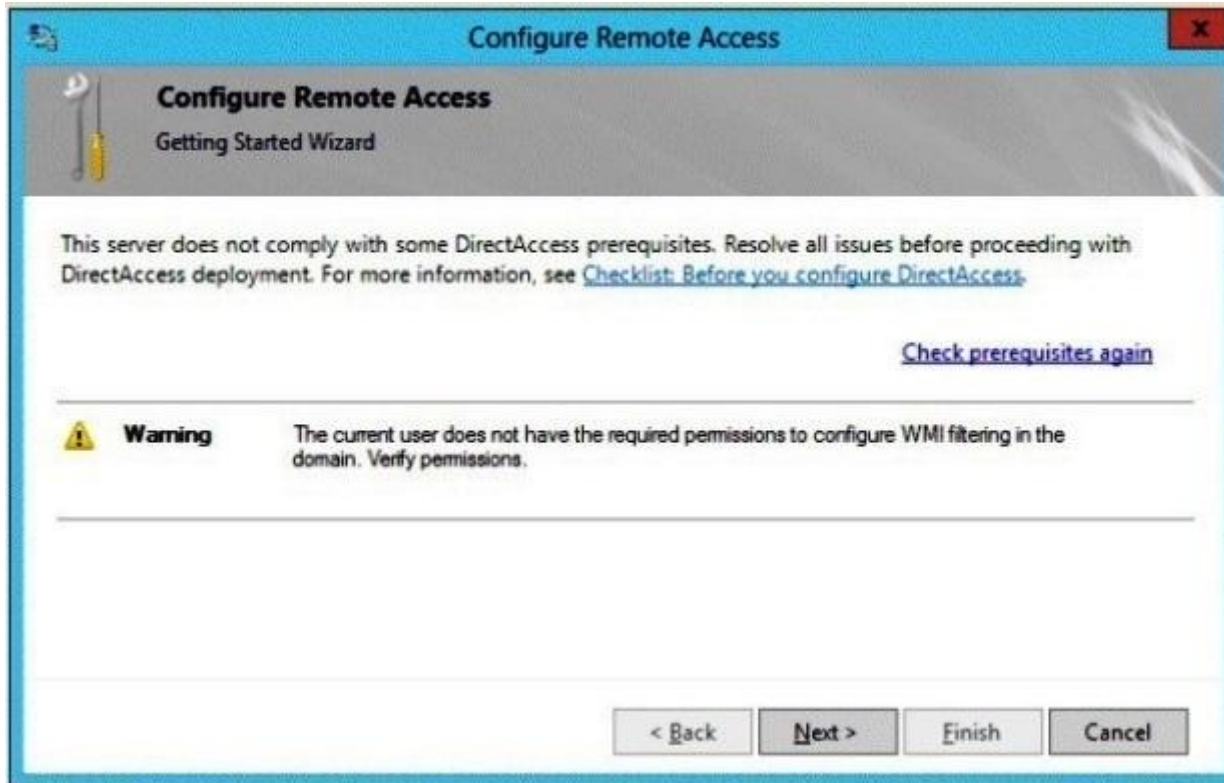 Configure Remote Access
x
Configure Remote Access
Getting Started Wizard
This server does not comply with some DirectAccess prerequisites. Resolve all issues before proceeding with
DirectAccess deployment. For more information, see Checklist: Before you configure DirectAccess.
Check prerequisites again
Warning The current user does not have the required permissions to configure WMI filtering in the
domain. Verify permissions.
< Back Next > Finish Cancel